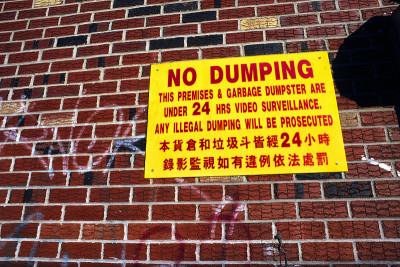 NO DUMPING
THIS PREMISES & GARBAGE DUMPSTER ARE
UNDER 24 HRS VIDEO SURVEILLANCE.
ANY ILLEGAL DUMPING WILL BE PROSECUTED
本貨倉和垃圾斗皆經24小時
錄影監視如有違例依法處罰